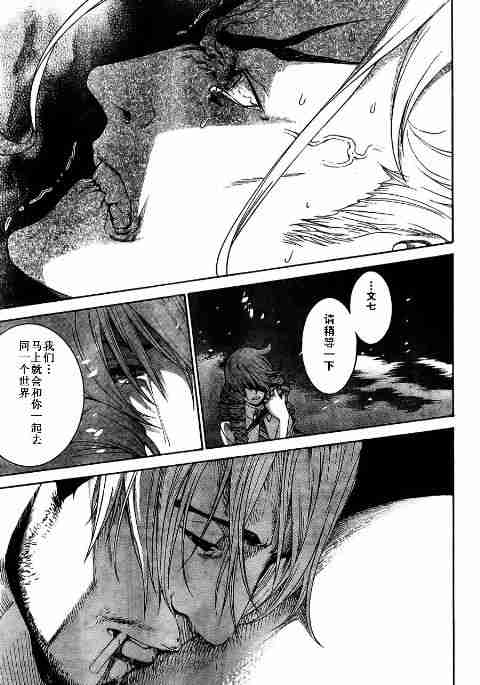 …文七
请稍等一下
我们…
马上就会和你一起去
同一个世界